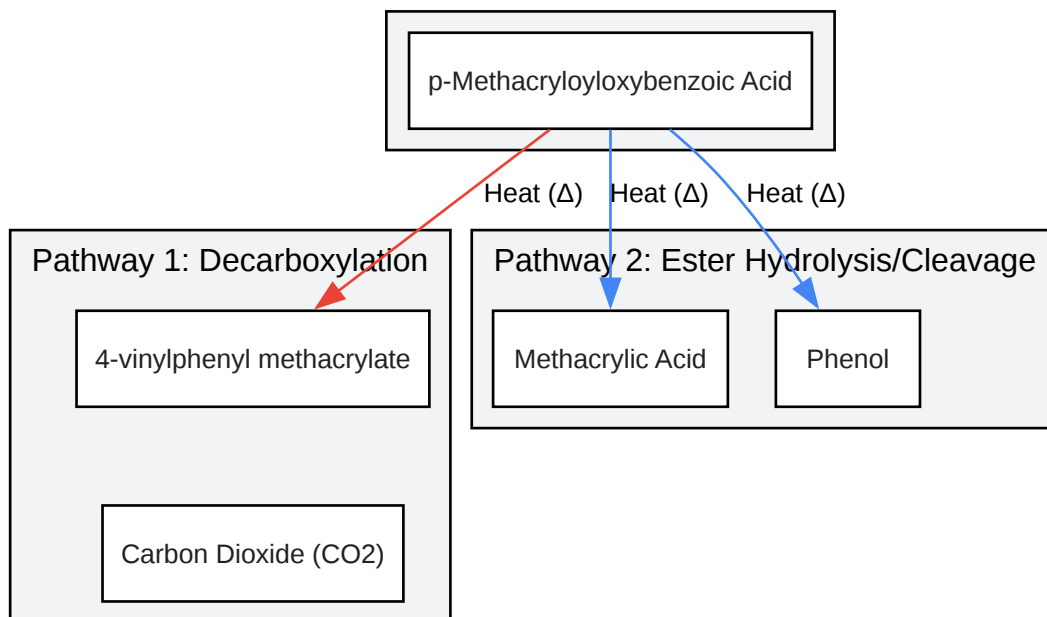 p-Methacryloyloxybenzoic Acid
Heat (Δ)
Heat (Δ)
Heat (Δ)
Pathway 1: Decarboxylation
Pathway 2: Ester Hydrolysis/Cleavage
4-vinylphenyl methacrylate
Methacrylic Acid
Phenol
Carbon Dioxide (CO2)